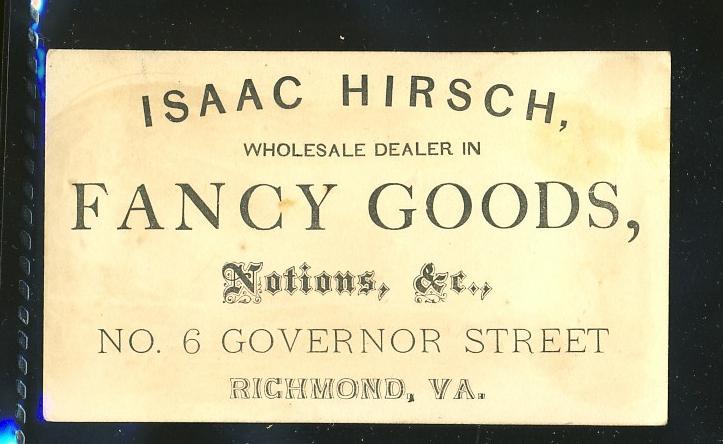 ISAAC HIRSCH,
WHOLESALE DEALER IN
FANCY GOODS,
Notions, &c.,
NO. 6 GOVERNOR STREET
RICHMOND, VA.